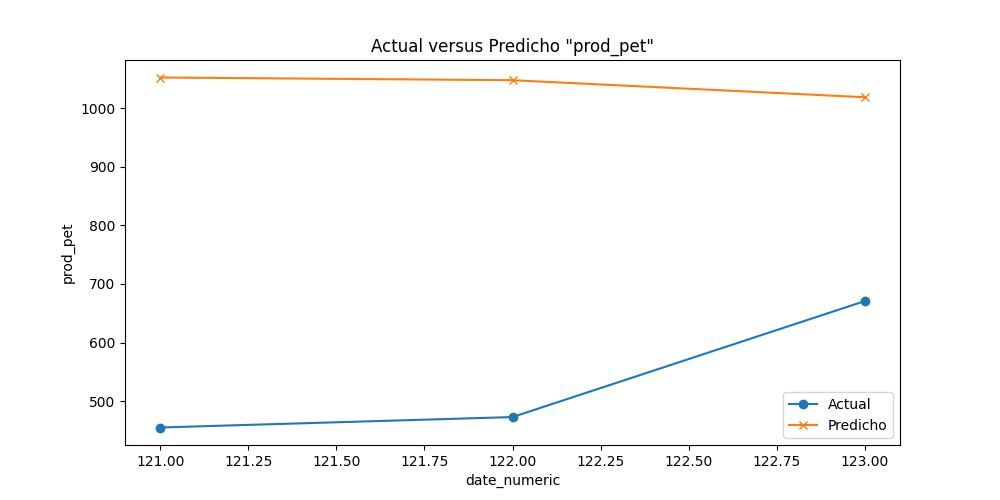 Actual versus Predicho "prod_pet"
prod_pet
1000
900
800
700
600
500
Actual
Predicho
121.00 121.25 121.50 121.75 122.00 122.25 122.50 122.75 123.00
date_numeric